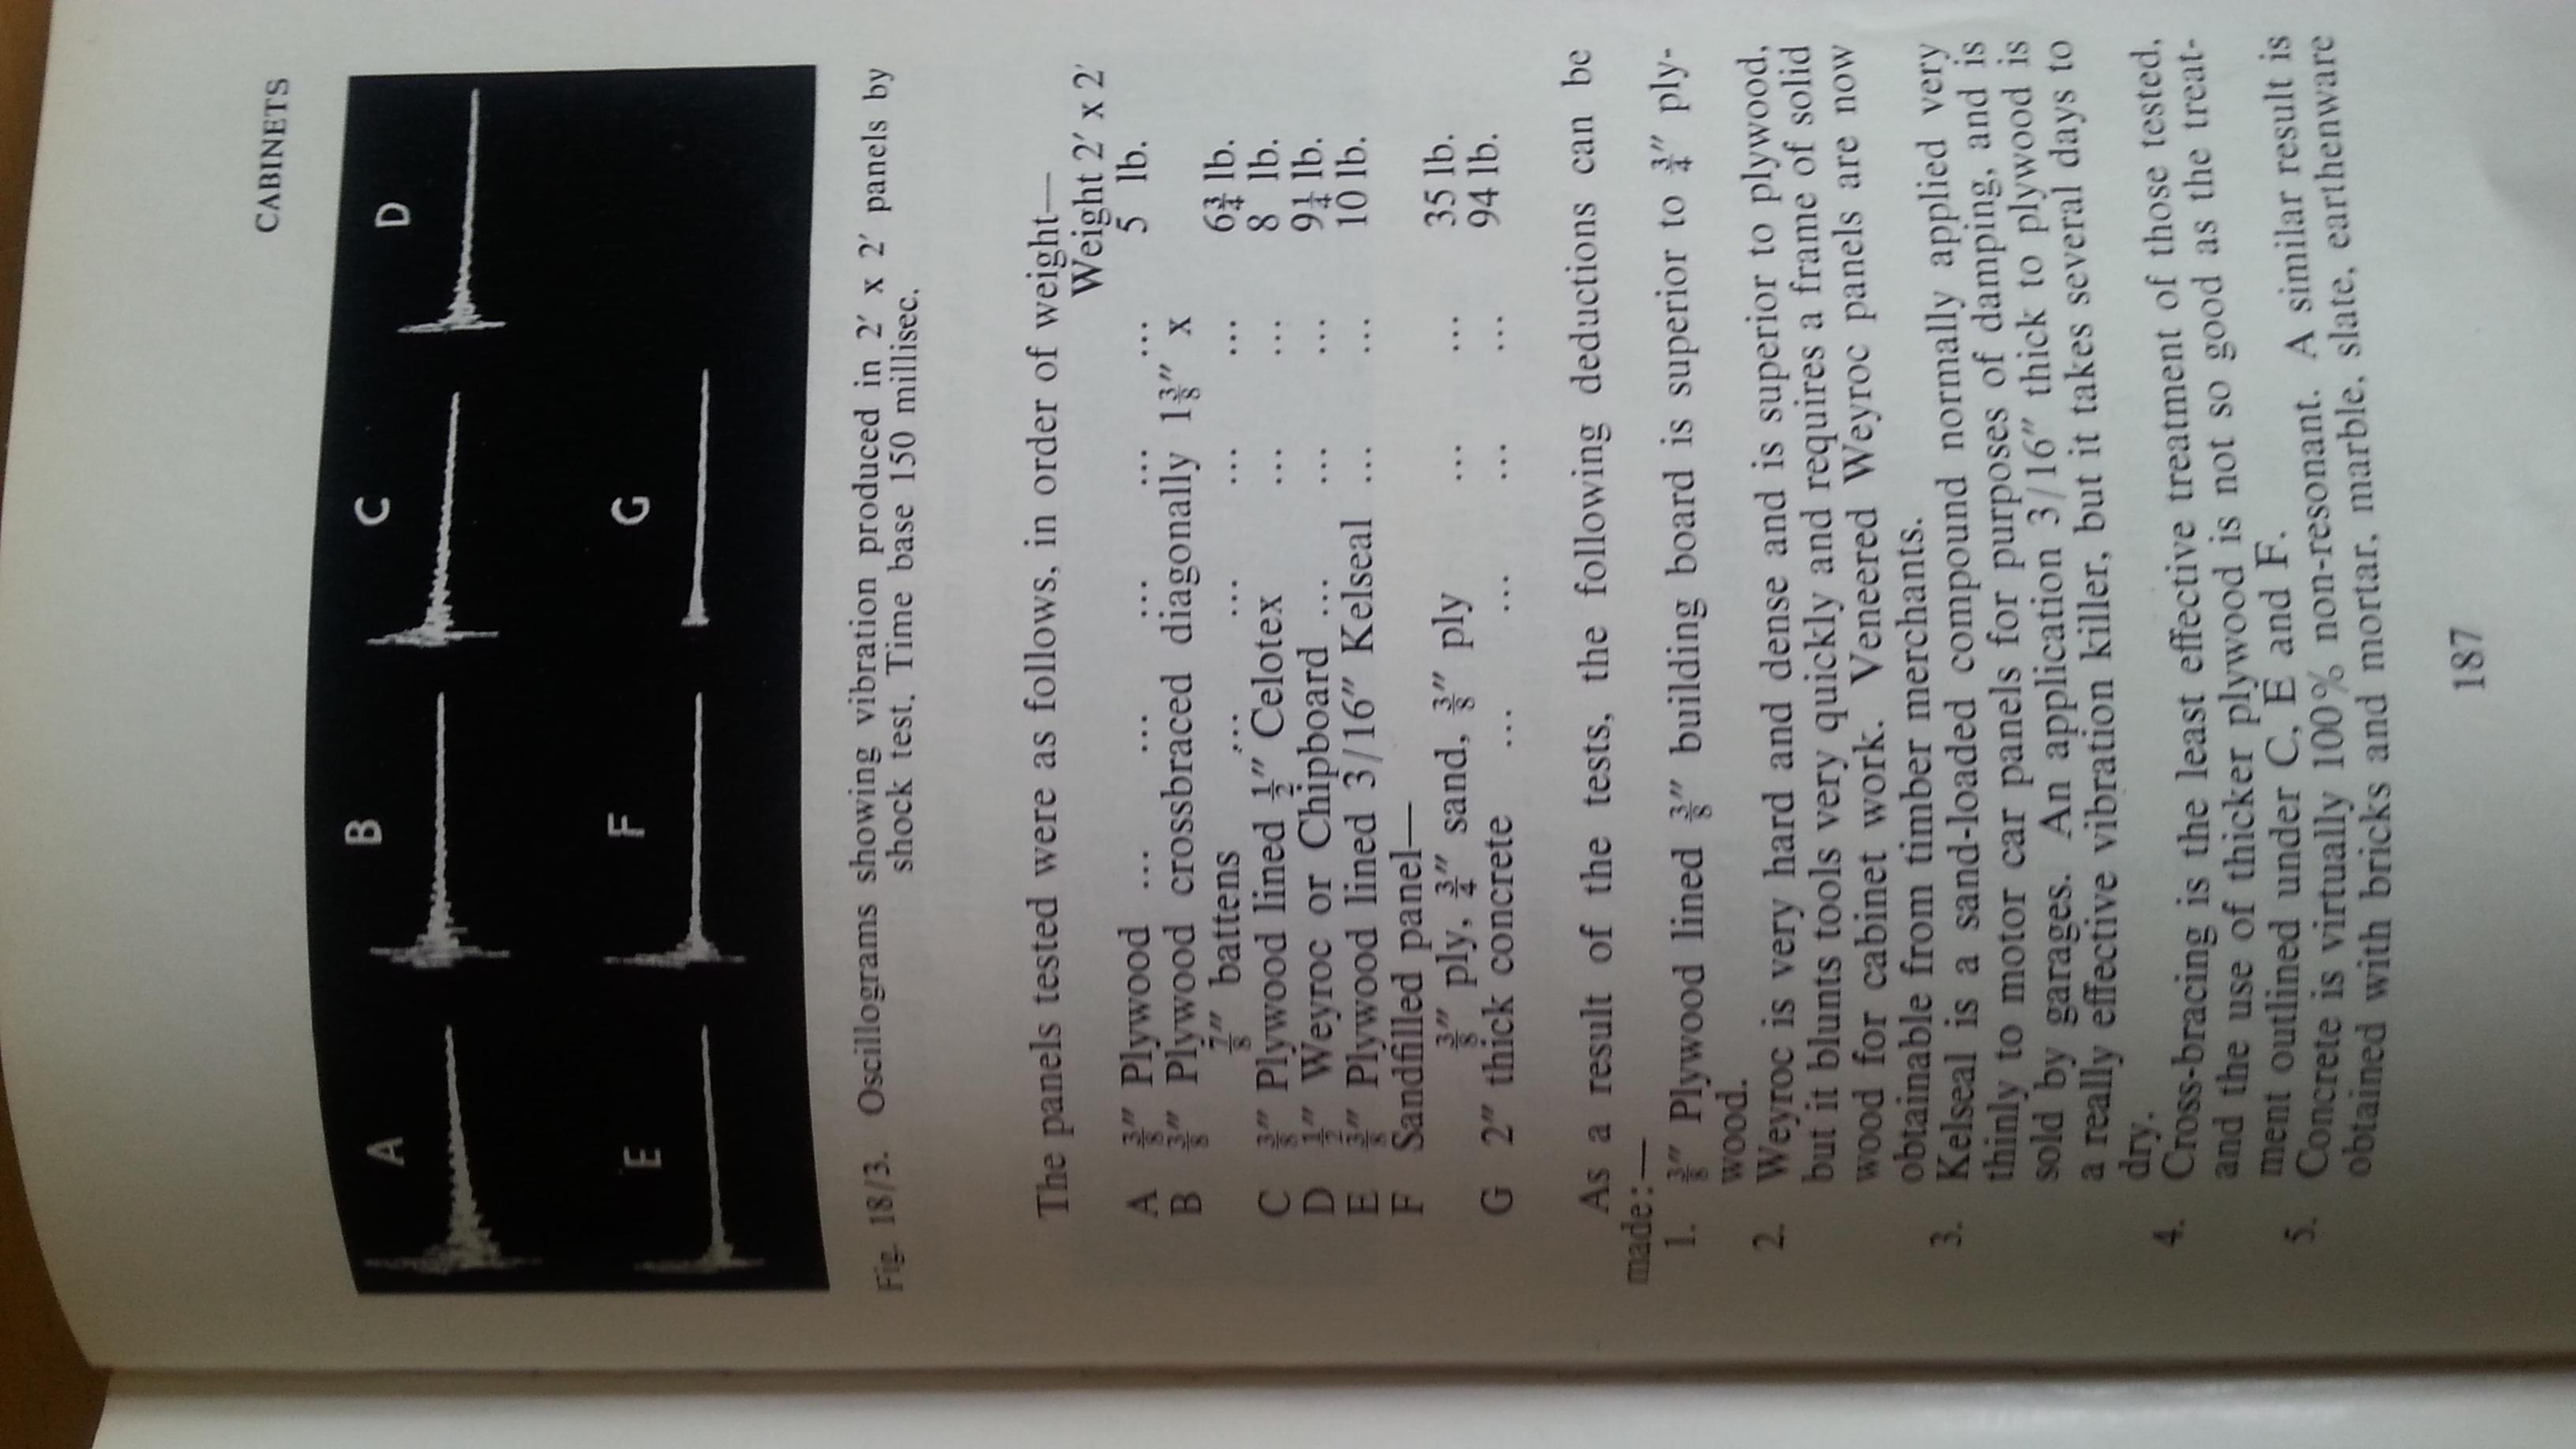 CABINETS
A B C D
E F G
Fig. 18/3. Oscillograms showing vibration produced in 2′ x 2′ panels by
shock test. Time base 150 millisec.
The panels tested were as follows, in order of weight—
Weight 2′ x 2′
A ⅜″ Plywood ... ... ... ... ... 5 lb.
B ⅜″ Plywood crossbraced diagonally 1⅜″ x
⅞″ battens ... ... ... ... 6¾ lb.
C ⅜″ Plywood lined ½″ Celotex ... ... 8 lb.
D ½″ Weyroc or Chipboard ... ... ... 9¼ lb.
E ⅜″ Plywood lined 3/16″ Kelseal ... ... 10 lb.
F Sandfilled panel—
⅜″ ply, ¾″ sand, ⅜″ ply ... ... 35 lb.
G 2″ thick concrete ... ... ... ... 94 lb.
As a result of the tests, the following deductions can be
made:—
1. ⅜″ Plywood lined ⅜″ building board is superior to ¾″ ply-
wood.
2. Weyroc is very hard and dense and is superior to plywood,
but it blunts tools very quickly and requires a frame of solid
wood for cabinet work. Veneered Weyroc panels are now
obtainable from timber merchants.
3. Kelseal is a sand-loaded compound normally applied very
thinly to motor car panels for purposes of damping, and is
sold by garages. An application 3/16″ thick to plywood is
a really effective vibration killer, but it takes several days to
dry.
4. Cross-bracing is the least effective treatment of those tested,
and the use of thicker plywood is not so good as the treat-
ment outlined under C, E and F.
5. Concrete is virtually 100% non-resonant. A similar result is
obtained with bricks and mortar, marble, slate, earthenware
187